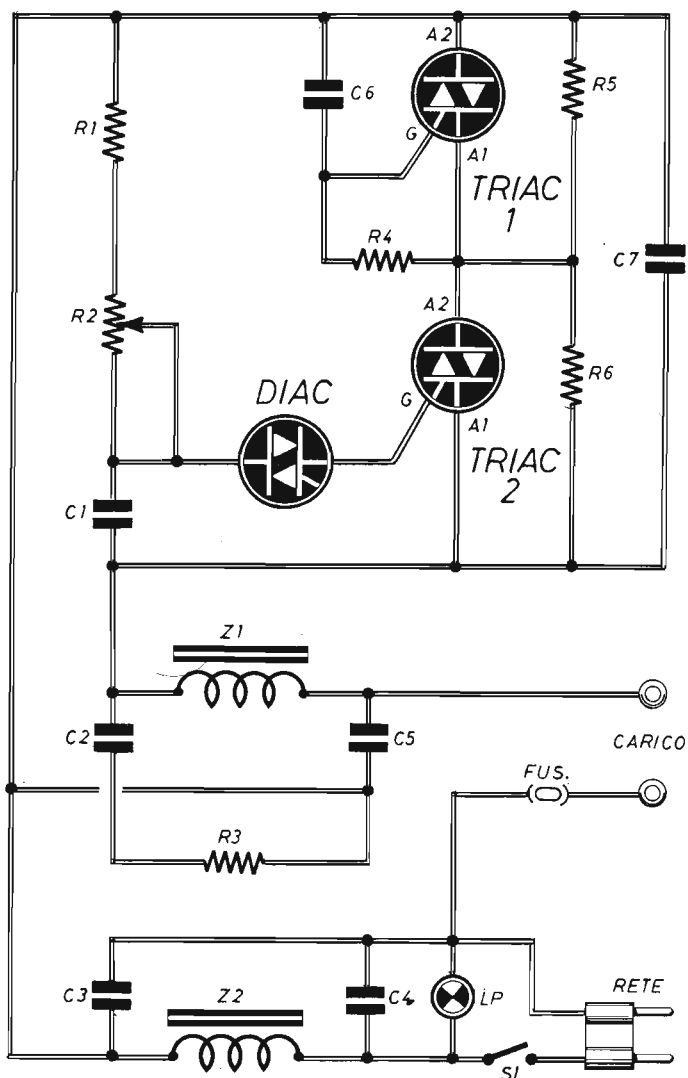 A2
C6
R5
R1
G
A1
TRIAC
1
R4
C7
R2
A2
R6
DIAC
G
A1
TRIAC
2
C1
Z1
C2
C5
CARICO
FUS.
R3
C3
Z2
C4
LP
RETE
S1